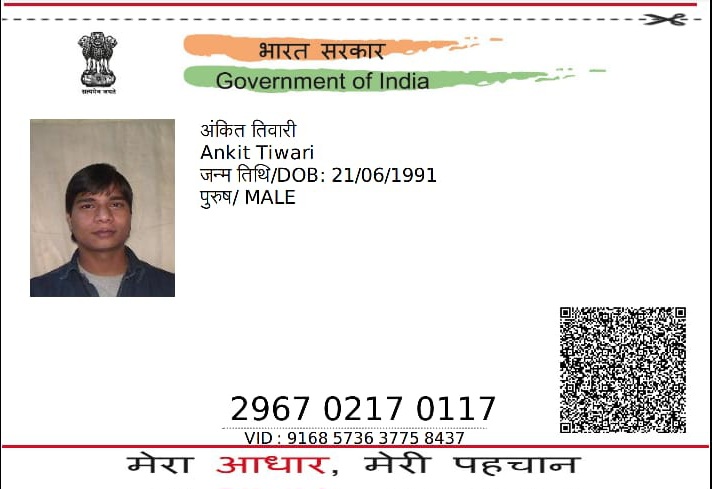 भारत सरकार
Government of India
सत्यमेव जयते
अंकित तिवारी
Ankit Tiwari
जन्म तिथि/DOB: 21/06/1991
पुरुष/ MALE
2967 0217 0117
VID : 9168 5736 3775 8437
मेरा आधार, मेरी पहचान